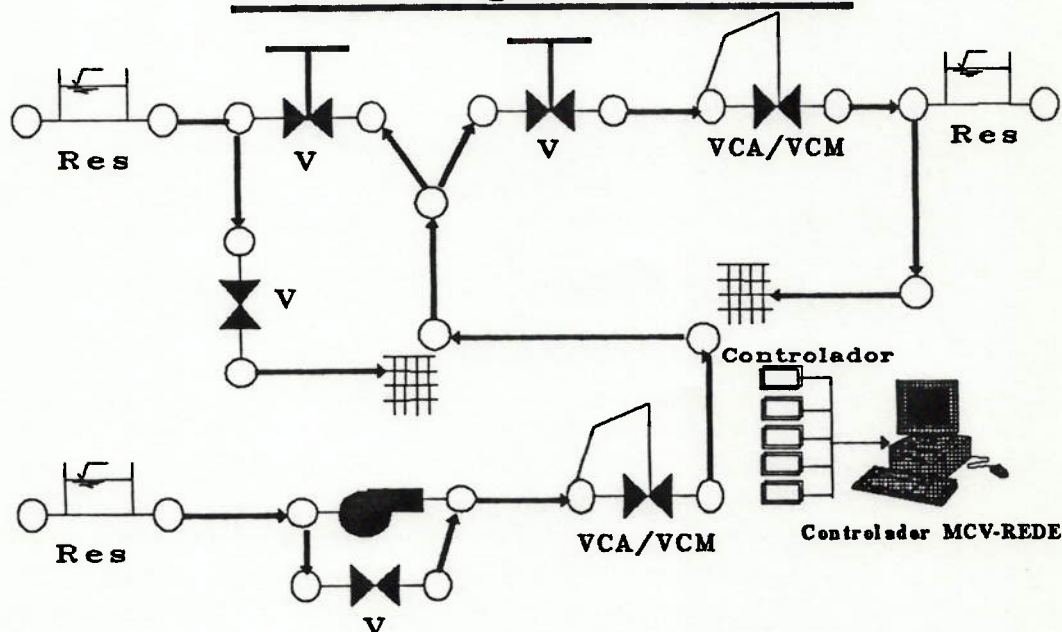 Res
V
V
VCA/VCM
Res
V
Controlador
Res
V
VCA/VCM
Controlador MCV-REDE